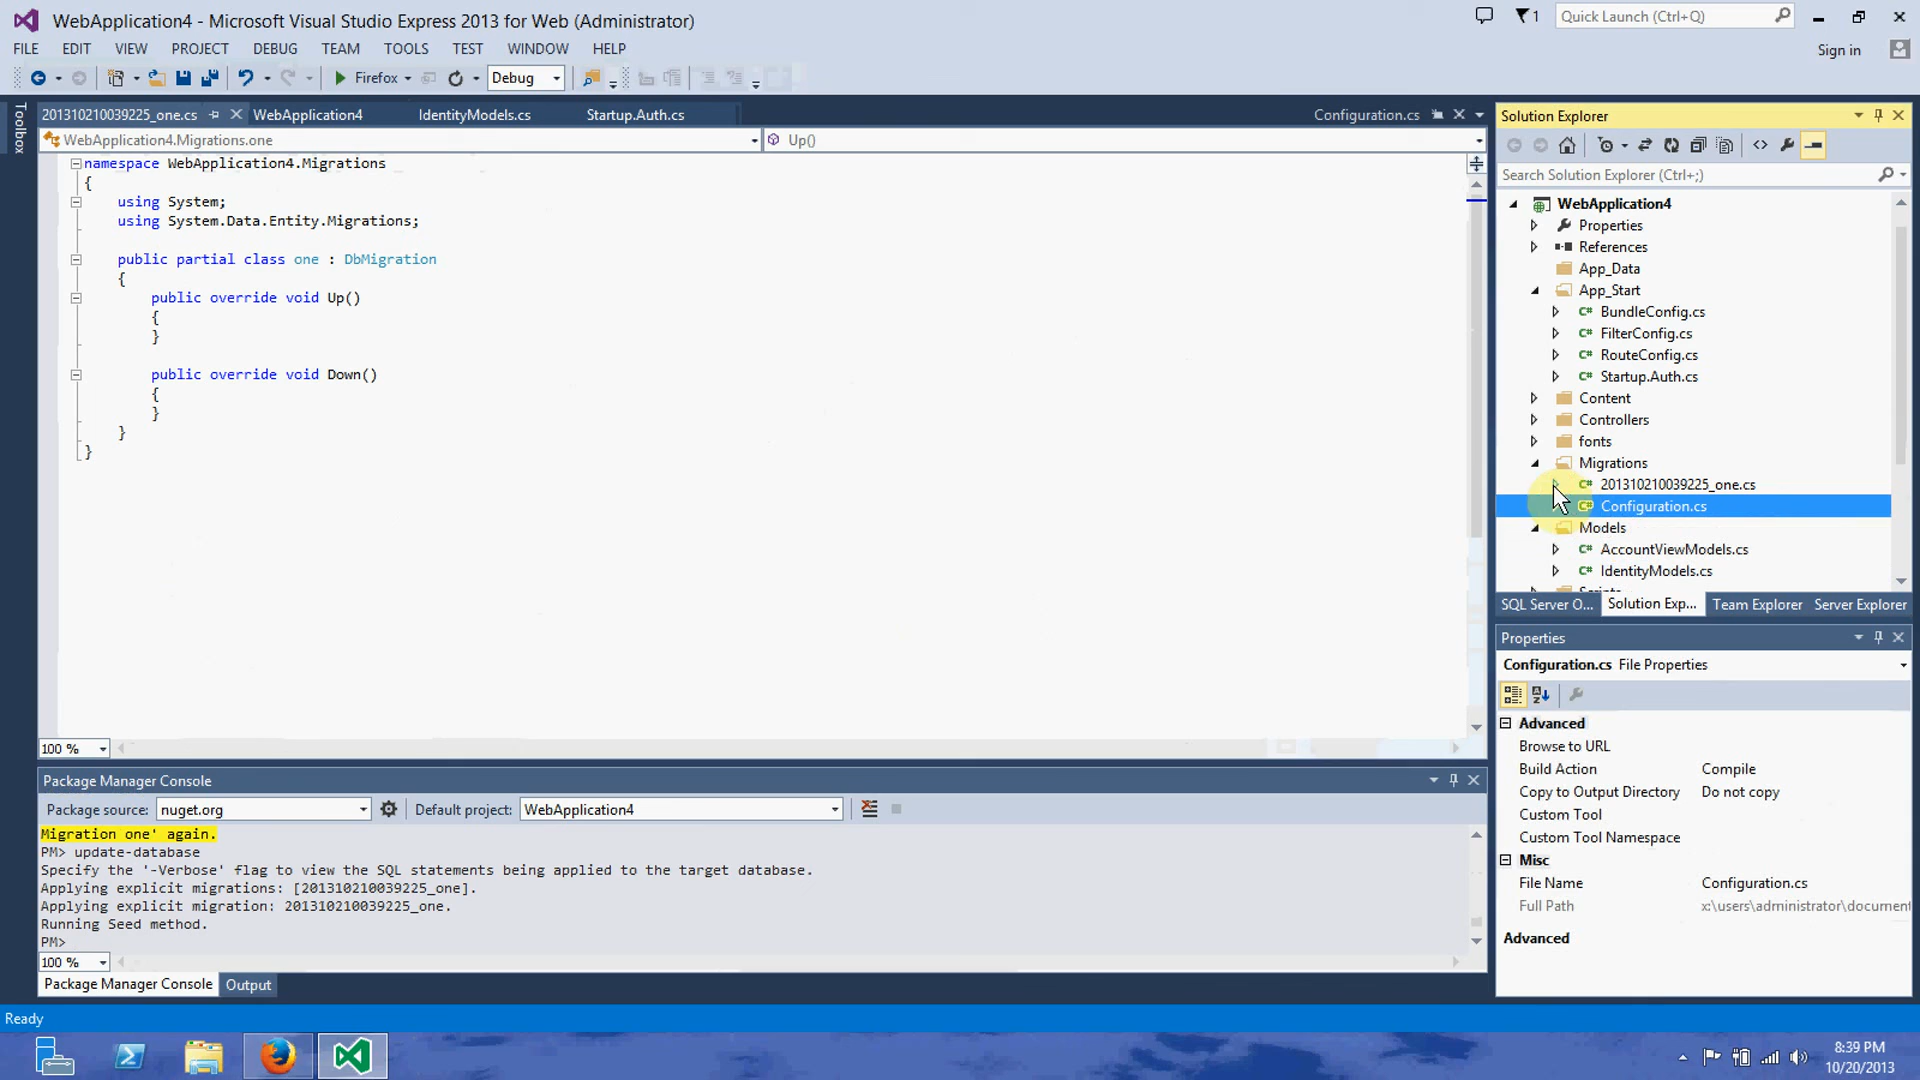 WebApplication4 - Microsoft Visual Studio Express 2013 for Web (Administrator)
1
Quick Launch (Ctrl+Q)
FILE EDIT VIEW PROJECT DEBUG TEAM TOOLS TEST WINDOW HELP
Sign in
Firefox Debug
Toolbox
201310210039225_one.cs WebApplication4 IdentityModels.cs Startup.Auth.cs Configuration.cs
WebApplication4.Migrations.one Up()
namespace WebApplication4.Migrations
{
using System;
using System.Data.Entity.Migrations;
public partial class one : DbMigration
{
public override void Up()
{
}
public override void Down()
{
}
}
}
100 %
Package Manager Console
Package source: nuget.org Default project: WebApplication4
Migration one' again.
PM> update-database
Specify the '-Verbose' flag to view the SQL statements being applied to the target database.
Applying explicit migrations: [201310210039225_one].
Applying explicit migration: 201310210039225_one.
Running Seed method.
PM>
100 %
Package Manager Console Output
Solution Explorer
Search Solution Explorer (Ctrl+;)
WebApplication4
Properties
References
App_Data
App_Start
C# BundleConfig.cs
C# FilterConfig.cs
C# RouteConfig.cs
C# Startup.Auth.cs
Content
Controllers
fonts
Migrations
C# 201310210039225_one.cs
C# Configuration.cs
Models
C# AccountViewModels.cs
C# IdentityModels.cs
SQL Server O... Solution Exp... Team Explorer Server Explorer
Properties
Configuration.cs File Properties
Advanced
Browse to URL
Build Action Compile
Copy to Output Directory Do not copy
Custom Tool
Custom Tool Namespace
Misc
File Name Configuration.cs
Full Path x:\users\administrator\document
Advanced
Ready
8:39 PM
10/20/2013